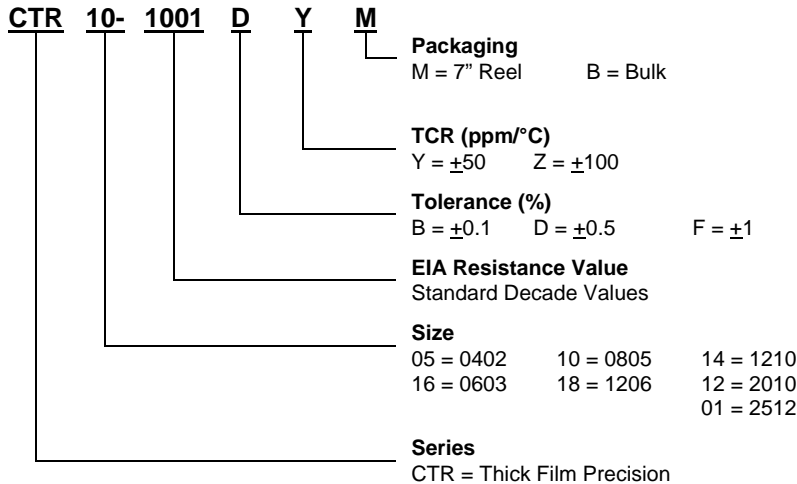 CTR 10- 1001 D Y M
Packaging
M = 7” Reel B = Bulk
TCR (ppm/°C)
Y = +50 Z = +100
Tolerance (%)
B = +0.1 D = +0.5 F = +1
EIA Resistance Value
Standard Decade Values
Size
05 = 0402 10 = 0805 14 = 1210
16 = 0603 18 = 1206 12 = 2010
01 = 2512
Series
CTR = Thick Film Precision